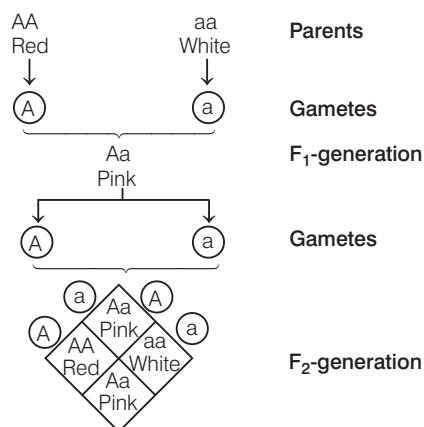 AA aa Parents
Red White
A a Gametes
Aa F₁-generation
Pink
A a Gametes
a Aa A
Pink
A AA aa a
Red White F₂-generation
Aa
Pink